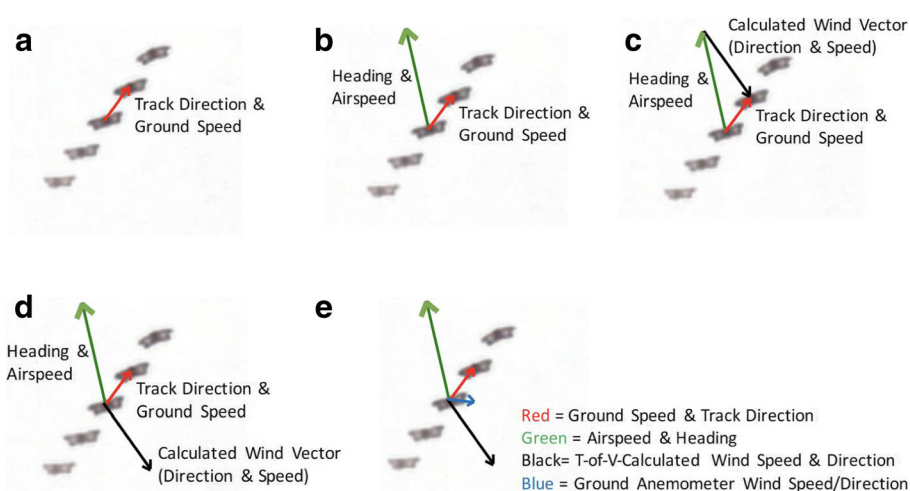 a
Track Direction &
Ground Speed
b
Heading &
Airspeed
Track Direction &
Ground Speed
c
Calculated Wind Vector
(Direction & Speed)
Heading &
Airspeed
Track Direction &
Ground Speed
d
Heading &
Airspeed
Track Direction &
Ground Speed
Calculated Wind Vector
(Direction & Speed)
e
Red = Ground Speed & Track Direction
Green = Airspeed & Heading
Black= T-of-V-Calculated Wind Speed & Direction
Blue = Ground Anemometer Wind Speed/Direction